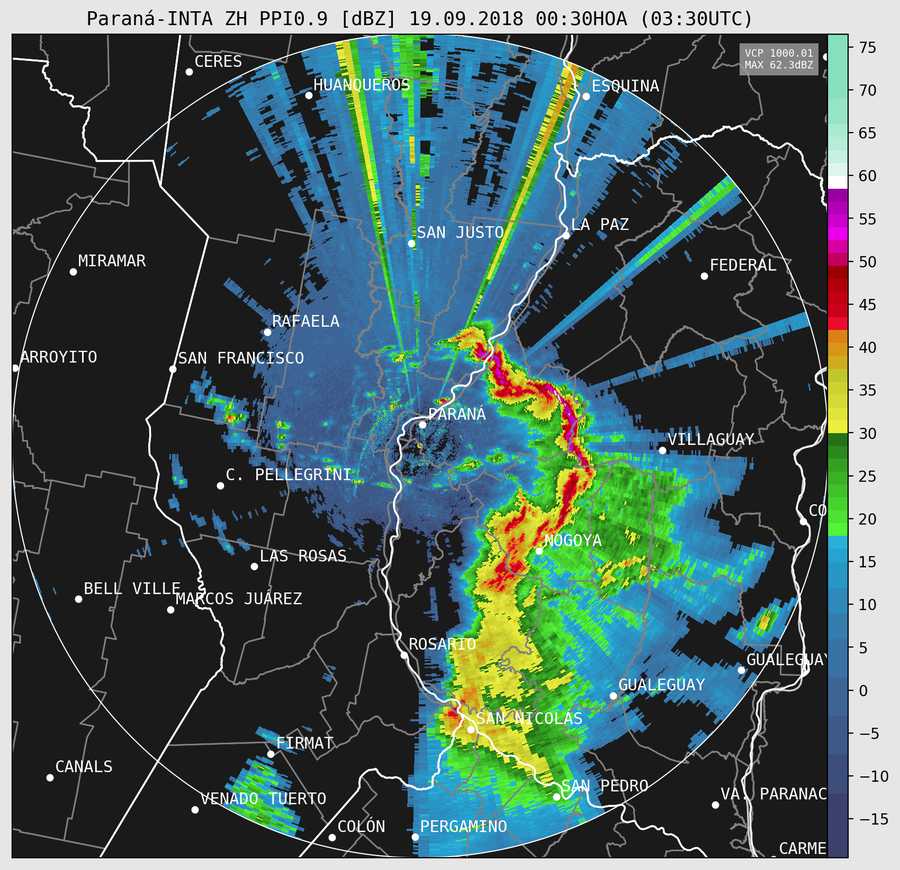 Paraná-INTA ZH PPI0.9 [dBZ] 19.09.2018 00:30HOA (03:30UTC)
VCP 1000.01
MAX 62.3dBZ
75
70
65
60
55
50
45
40
35
30
25
20
15
10
5
0
−5
−10
−15
CERES
HUANQUEROS
ESQUINA
SAN JUSTO
LA PAZ
MIRAMAR
FEDERAL
RAFAELA
ARROYITO
SAN FRANCISCO
PARANÁ
VILLAGUAY
C. PELLEGRINI
CO
NOGOYA
LAS ROSAS
BELL VILLE
MARCOS JUÁREZ
ROSARIO
GUALEGUAY
GUALEGUAY
SAN NICOLAS
FIRMAT
CANALS
SAN PEDRO
VENADO TUERTO
VA. PARANAC
COLÓN
PERGAMINO
CARME